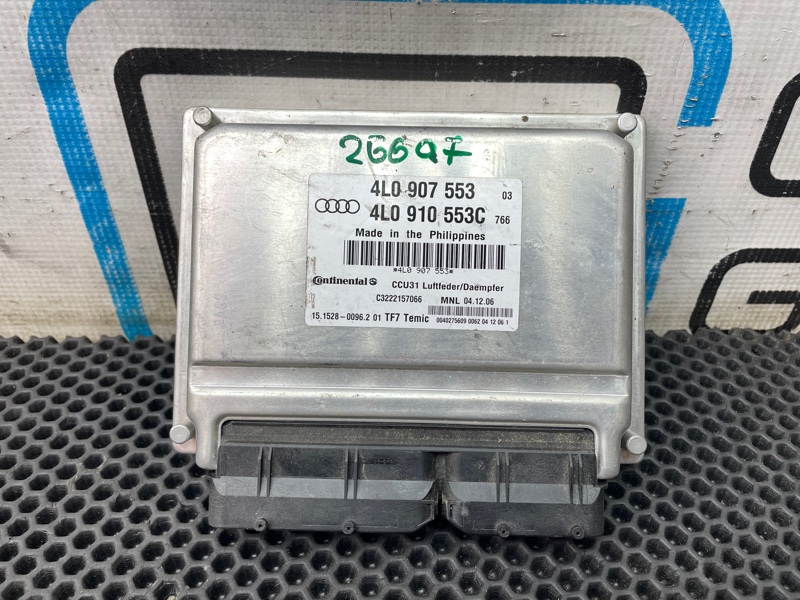 26697
4L0 907 553 03
4L0 910 553C 766
Made in the Philippines
*4L0 907 553*
Continental CCU31 Luftfeder/Daempfer
C3222157066 MNL 04.12.06
15.1528-0096.2 01 TF7 Temic 0040275609 0062 04 12 06 1